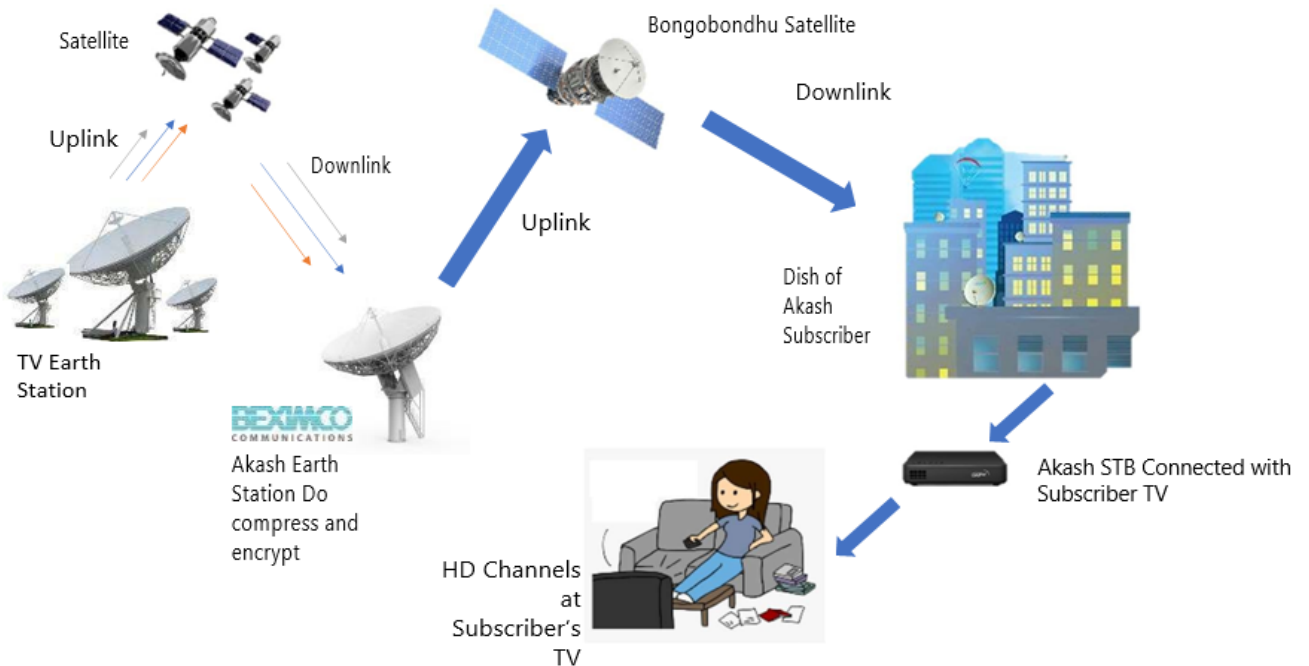 Satellite
Uplink
Downlink
TV Earth
Station
BEXIMCO
COMMUNICATIONS
Akash Earth
Station Do
compress and
encrypt
Uplink
Bongobondhu Satellite
Downlink
Dish of
Akash
Subscriber
Akash STB Connected with
Subscriber TV
HD Channels
at
Subscriber's
TV